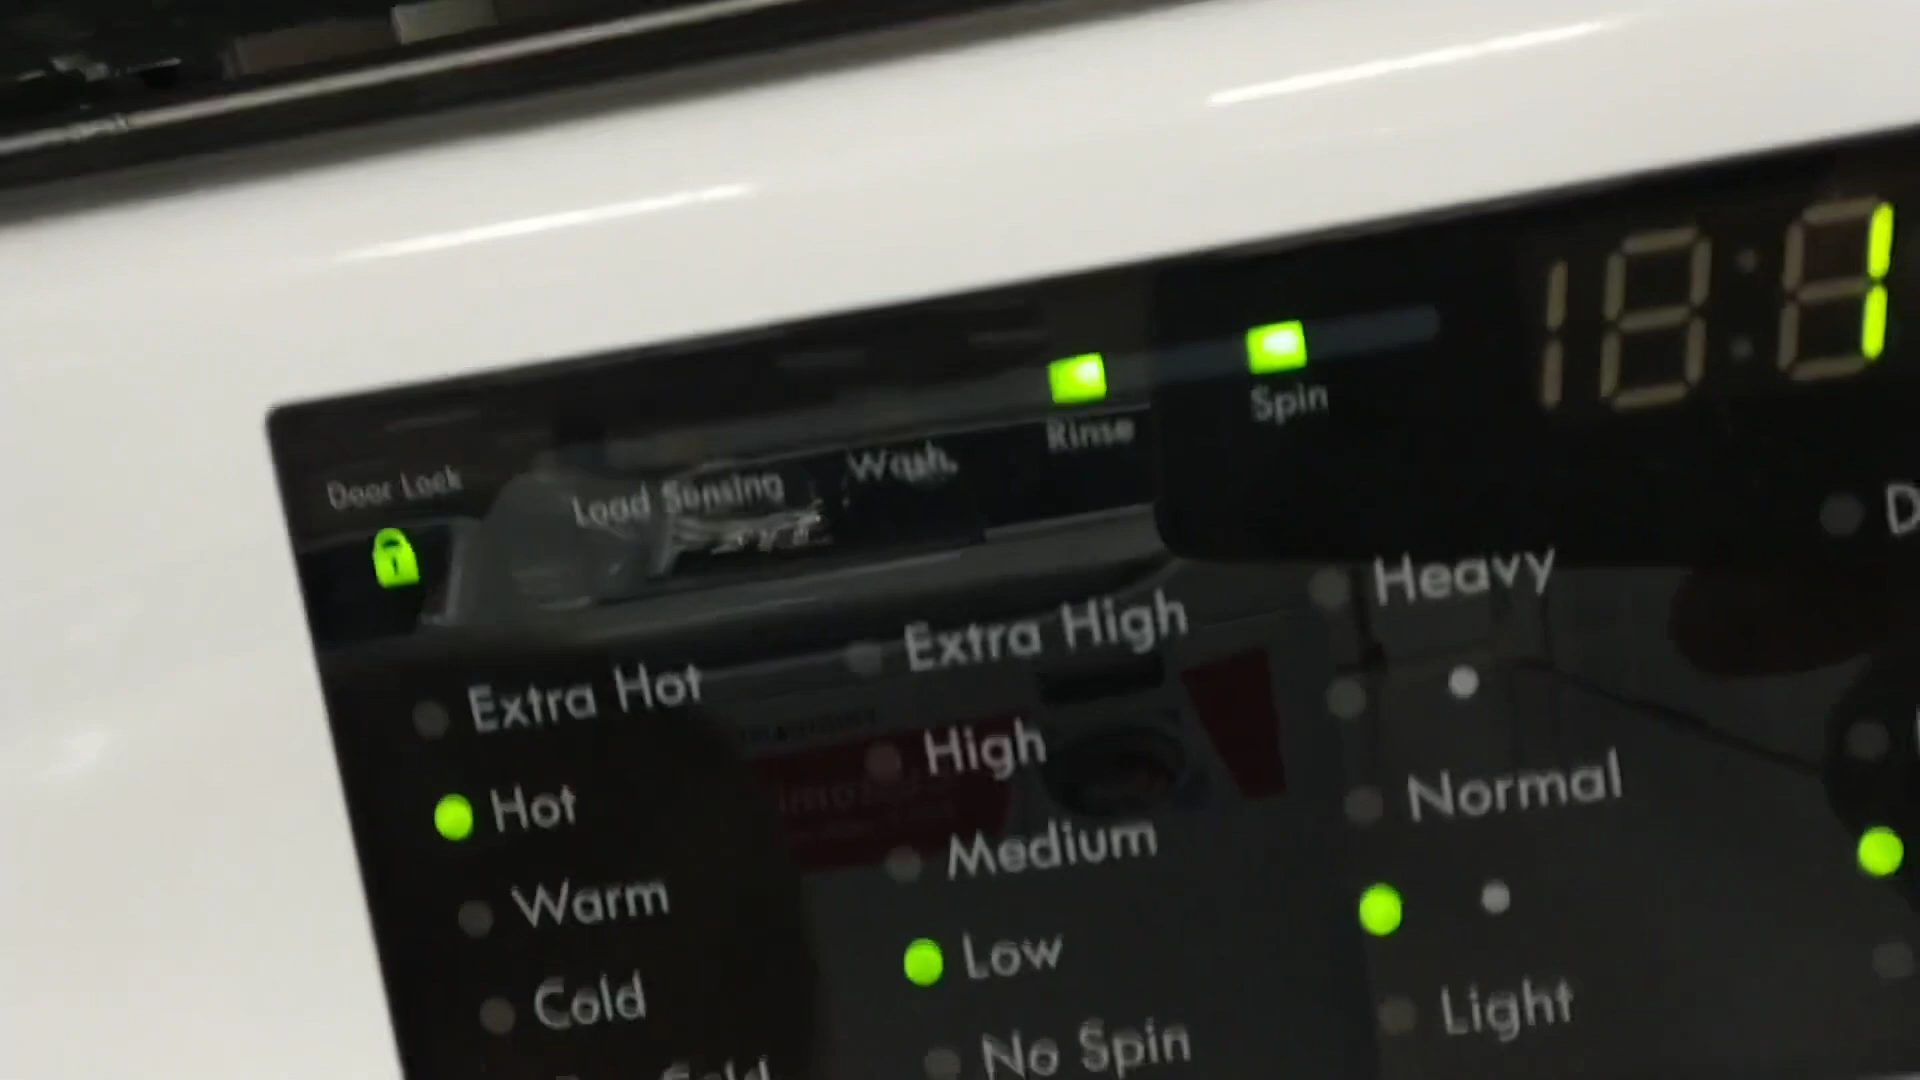 Door Lock
Load Sensing
Wash
Rinse
Spin
1
Extra Hot
Hot
Warm
Cold
Extra High
High
Medium
Low
No Spin
Heavy
Normal
Light